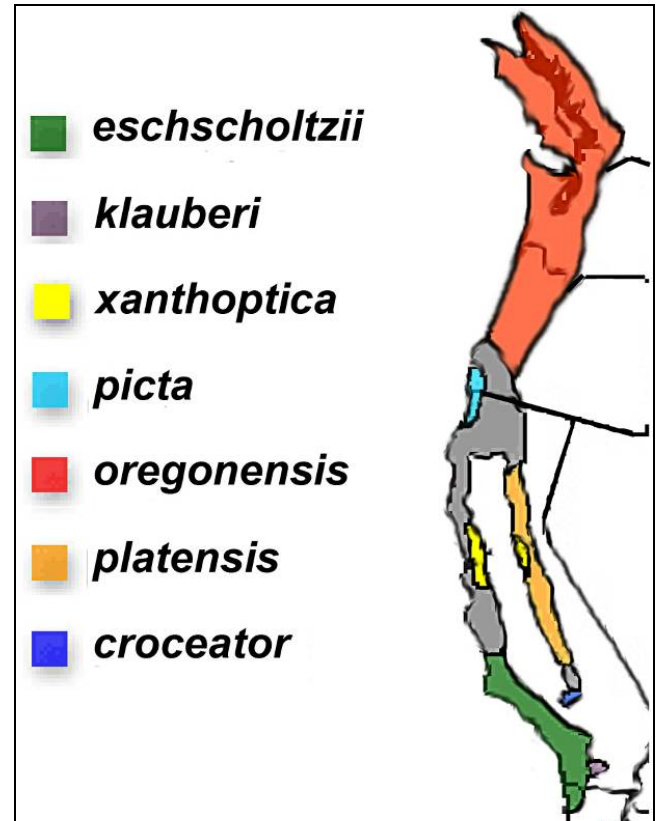 eschscholtzii
klauberi
xanthoptica
picta
oregonensis
platensis
croceator